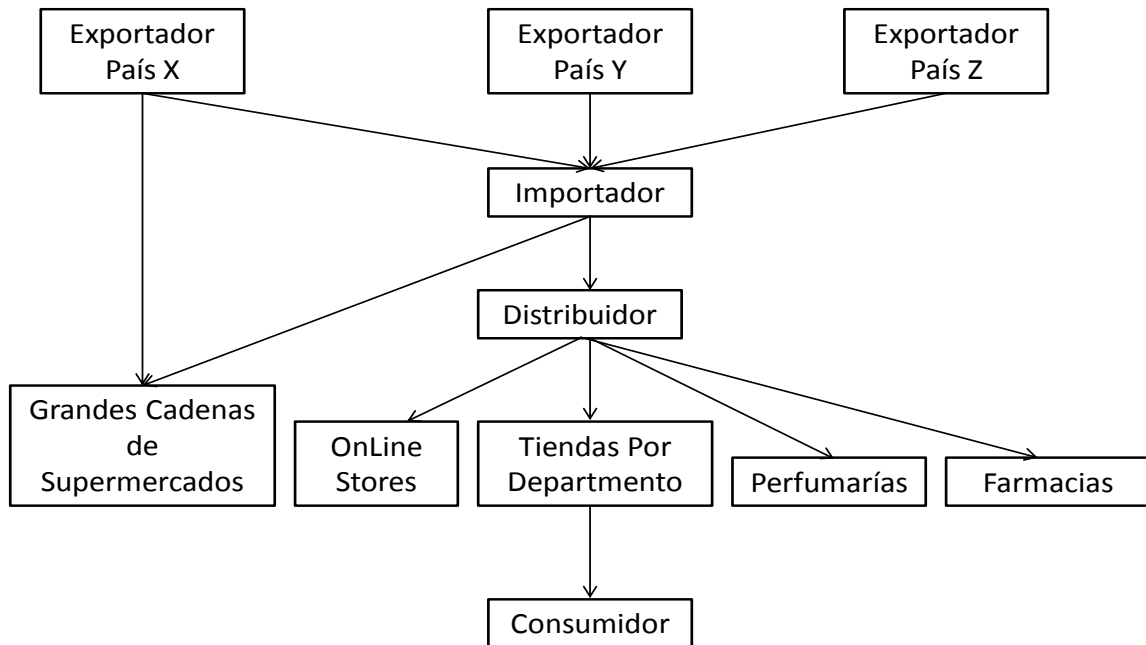 Exportador
País X
Exportador
País Y
Exportador
País Z
Importador
Distribuidor
Grandes Cadenas
de
Supermercados
OnLine
Stores
Tiendas Por
Departmento
Perfumarías
Farmacias
Consumidor